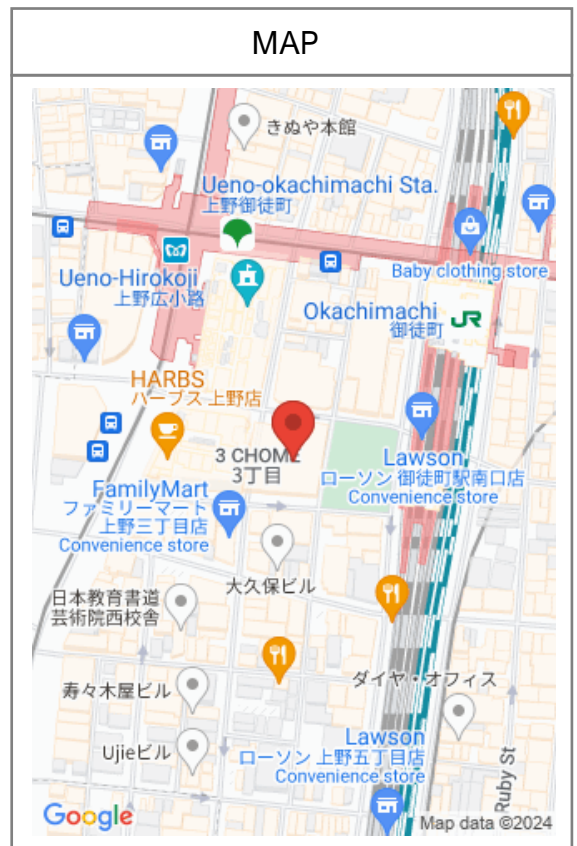 MAP
きぬや本館
Ueno-okachimachi Sta.
上野御徒町
Baby clothing store
Ueno-Hirokoji
上野広小路
Okachimachi
御徒町
JR
HARBS
ハーブス 上野店
3 CHOME
3丁目
Lawson
ローソン 御徒町駅南口店
Convenience store
FamilyMart
ファミリーマート
上野三丁目店
Convenience store
大久保ビル
日本教育書道
芸術院西校舎
寿々木屋ビル
ダイヤ・オフィス
Ujieビル
Lawson
ローソン 上野五丁目店
Convenience store
Ruby St
Google
Map data ©2024